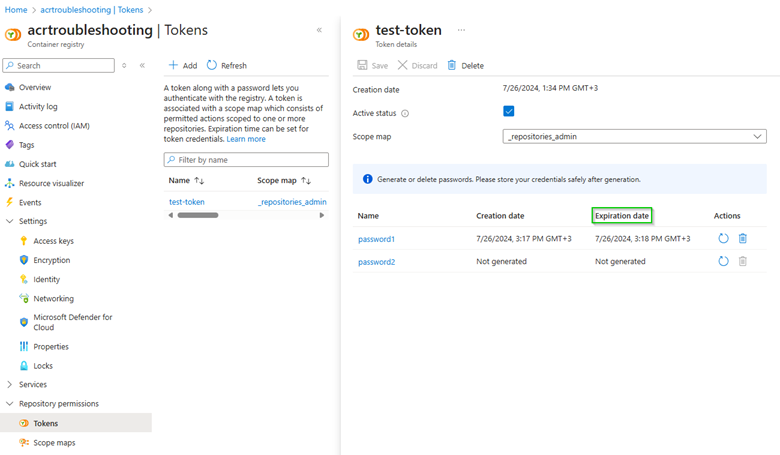 Home > acrtroubleshooting | Tokens >
acrtroubleshooting | Tokens
Container registry
Search
Overview
Activity log
Access control (IAM)
Tags
Quick start
Resource visualizer
Events
Settings
Access keys
Encryption
Identity
Networking
Microsoft Defender for
Cloud
Properties
Locks
Services
Repository permissions
Tokens
Scope maps
Add Refresh
A token along with a password lets you
authenticate with the registry. A token is
associated with a scope map which consists of
permitted actions scoped to one or more
repositories. Expiration time can be set for
token credentials. Learn more
Filter by name
Name ↑↓ Scope map ↑↓
test-token _repositories_admin
test-token ...
Token details
Save Discard Delete
Creation date 7/26/2024, 1:34 PM GMT+3
Active status
Scope map _repositories_admin
Generate or delete passwords. Please store your credentials safely after generation.
Name Creation date Expiration date Actions
password1 7/26/2024, 3:17 PM GMT+3 7/26/2024, 3:18 PM GMT+3
password2 Not generated Not generated